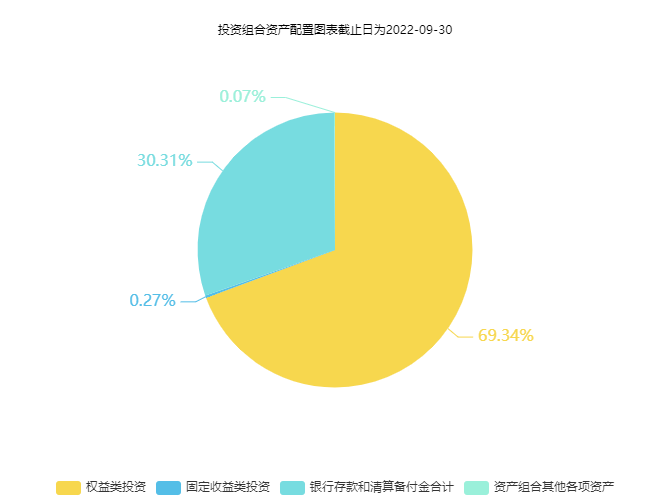 投资组合资产配置图表截止日为2022-09-30
0.07%
30.31%
0.27%
69.34%
权益类投资 固定收益类投资 银行存款和清算备付金合计 资产组合其他各项资产